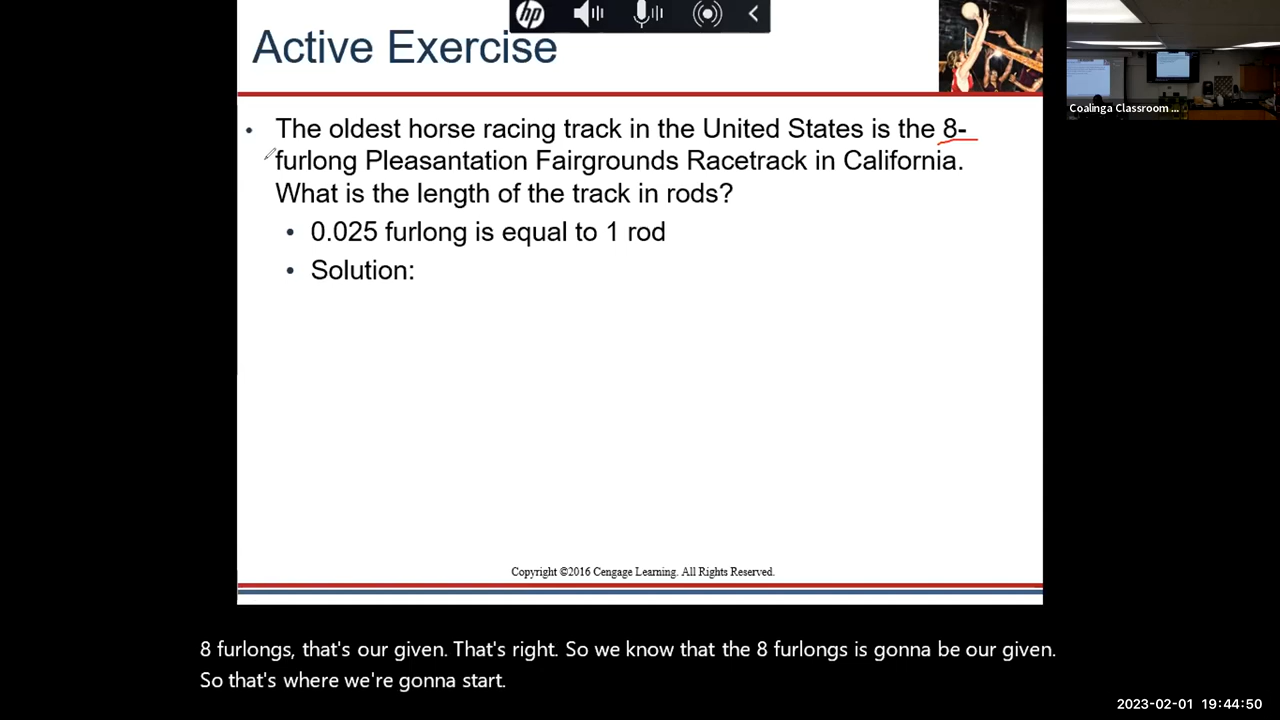 hp
Active Exercise
Coalinga Classroom ...
• The oldest horse racing track in the United States is the 8-
furlong Pleasantation Fairgrounds Racetrack in California.
What is the length of the track in rods?
• 0.025 furlong is equal to 1 rod
• Solution:
Copyright ©2016 Cengage Learning. All Rights Reserved.
8 furlongs, that's our given. That's right. So we know that the 8 furlongs is gonna be our given.
So that's where we're gonna start.
2023-02-01 19:44:50